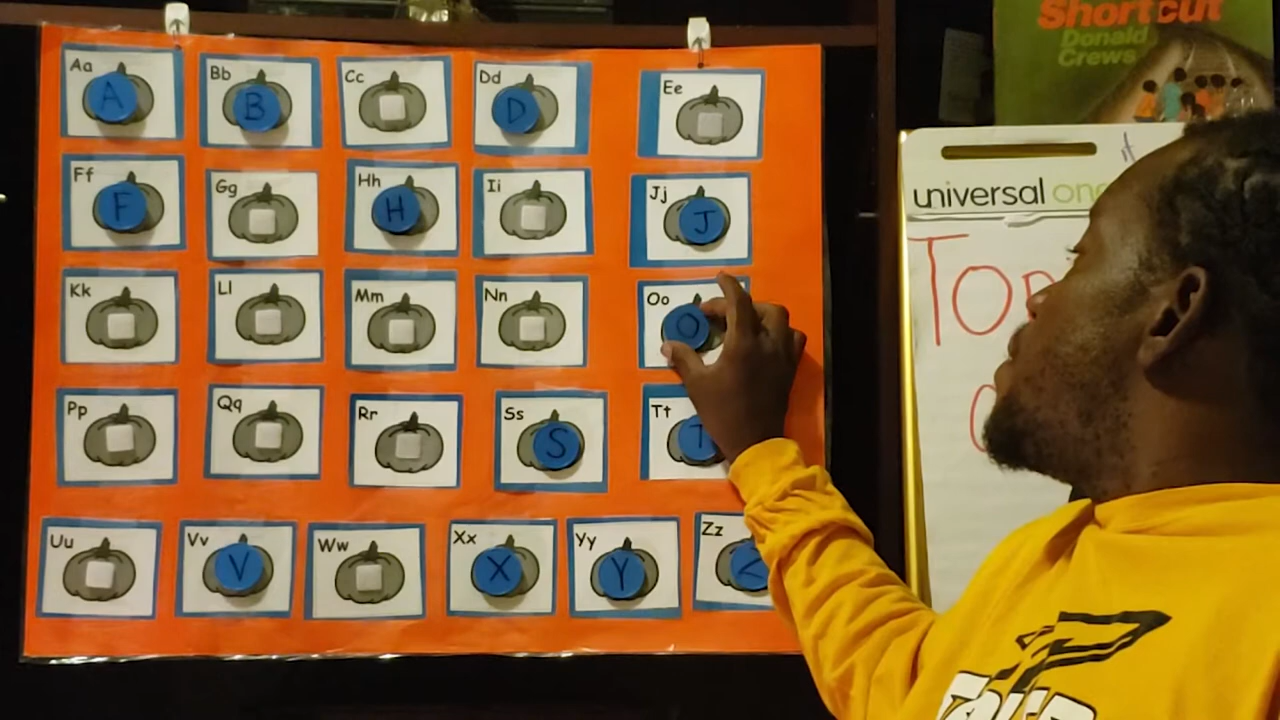 Shortcut
Donald
Crews
universal one
Aa
A
Bb
B
Cc
Dd
D
Ee
Ff
F
Gg
Hh
H
Ii
Jj
J
Kk
Ll
Mm
Nn
Oo
O
Pp
Qq
Rr
Ss
S
Tt
T
Uu
Vv
V
Ww
Xx
X
Yy
Y
Zz
Z